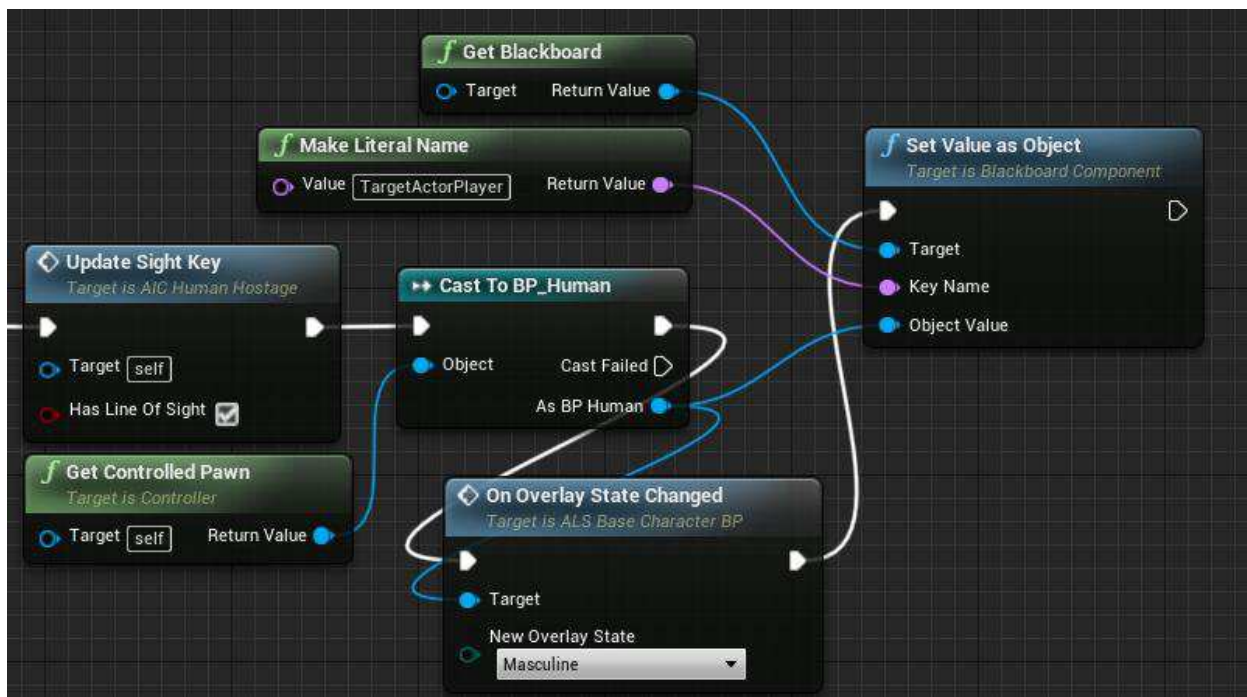 Get Blackboard
Target Return Value
Make Literal Name
Value TargetActorPlayer Return Value
Set Value as Object
Target is Blackboard Component
Target
Key Name
Object Value
Update Sight Key
Target is AIC Human Hostage
Target self
Has Line Of Sight
Cast To BP_Human
Object Cast Failed
As BP Human
Get Controlled Pawn
Target is Controller
Target self Return Value
On Overlay State Changed
Target is ALS Base Character BP
Target
New Overlay State
Masculine